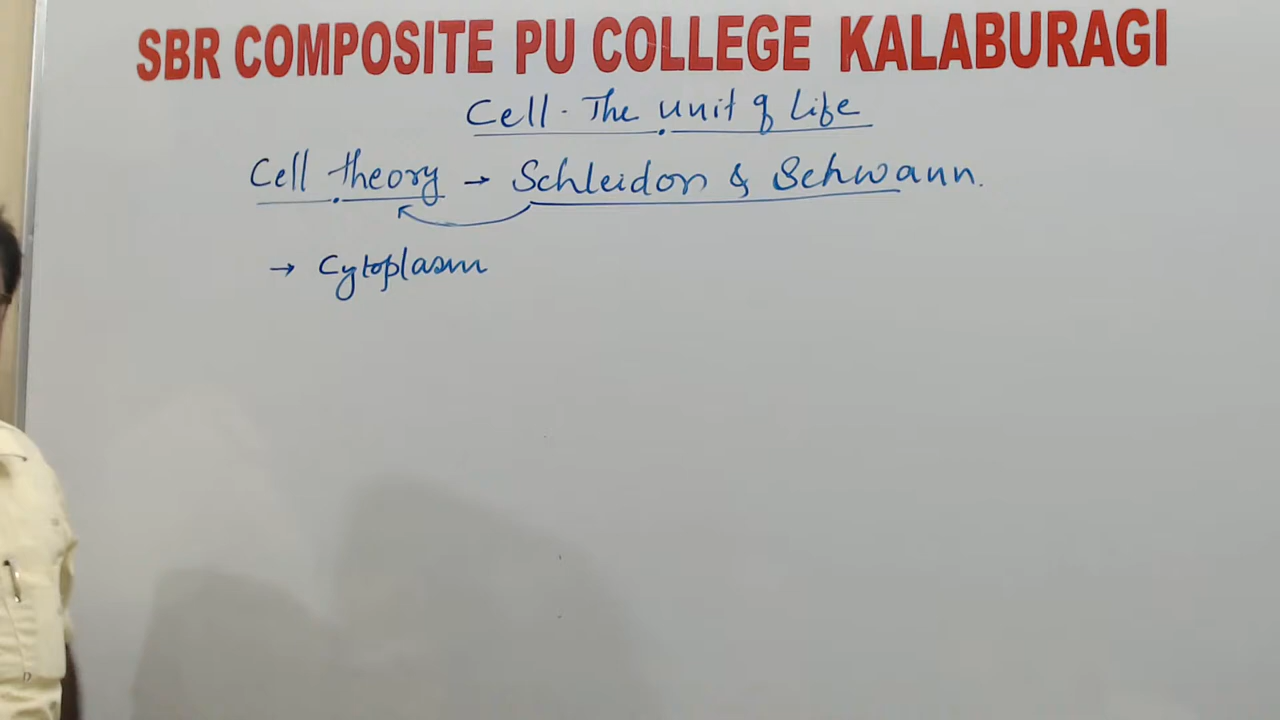 SBR COMPOSITE PU COLLEGE KALABURAGI
Cell - The unit of Life
Cell theory → Schleidon & Schwann.
→ Cytoplasm